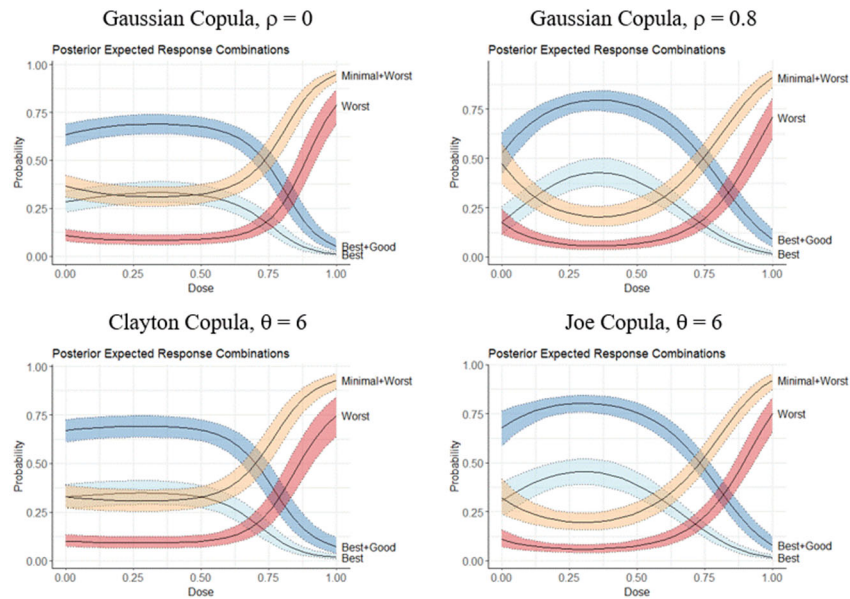 Gaussian Copula, ρ = 0
Posterior Expected Response Combinations
1.00
0.75
0.50
0.25
0.00
Probability
0.00 0.25 0.50 0.75 1.00
Dose
Minimal+Worst
Worst
Best+Good
Best
Gaussian Copula, ρ = 0.8
Posterior Expected Response Combinations
0.75
0.50
0.25
0.00
Probability
0.00 0.25 0.50 0.75 1.00
Dose
Minimal+Worst
Worst
Best+Good
Best
Clayton Copula, θ = 6
Posterior Expected Response Combinations
1.00
0.75
0.50
0.25
0.00
Probability
0.00 0.25 0.50 0.75 1.00
Dose
Minimal+Worst
Worst
Best+Good
Best
Joe Copula, θ = 6
Posterior Expected Response Combinations
1.00
0.75
0.50
0.25
0.00
Probability
0.00 0.25 0.50 0.75 1.00
Dose
Minimal+Worst
Worst
Best+Good
Best